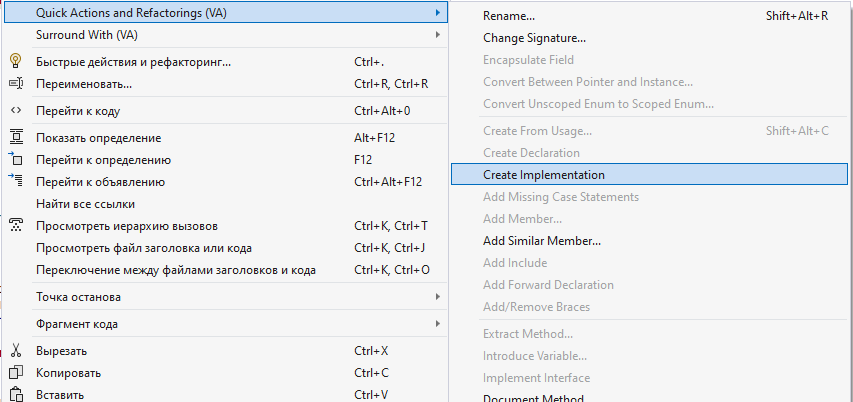 Quick Actions and Refactorings (VA)
Surround With (VA)
Быстрые действия и рефакторинг... Ctrl+.
Переименовать... Ctrl+R, Ctrl+R
Перейти к коду Ctrl+Alt+0
Показать определение Alt+F12
Перейти к определению F12
Перейти к объявлению Ctrl+Alt+F12
Найти все ссылки
Просмотреть иерархию вызовов Ctrl+K, Ctrl+T
Просмотреть файл заголовка или кода Ctrl+K, Ctrl+J
Переключение между файлами заголовков и кода Ctrl+K, Ctrl+O
Точка останова
Фрагмент кода
Вырезать Ctrl+X
Копировать Ctrl+C
Вставить Ctrl+V
Rename... Shift+Alt+R
Change Signature...
Encapsulate Field
Convert Between Pointer and Instance...
Convert Unscoped Enum to Scoped Enum...
Create From Usage... Shift+Alt+C
Create Declaration
Create Implementation
Add Missing Case Statements
Add Member...
Add Similar Member...
Add Include
Add Forward Declaration
Add/Remove Braces
Extract Method...
Introduce Variable...
Implement Interface
Document Method